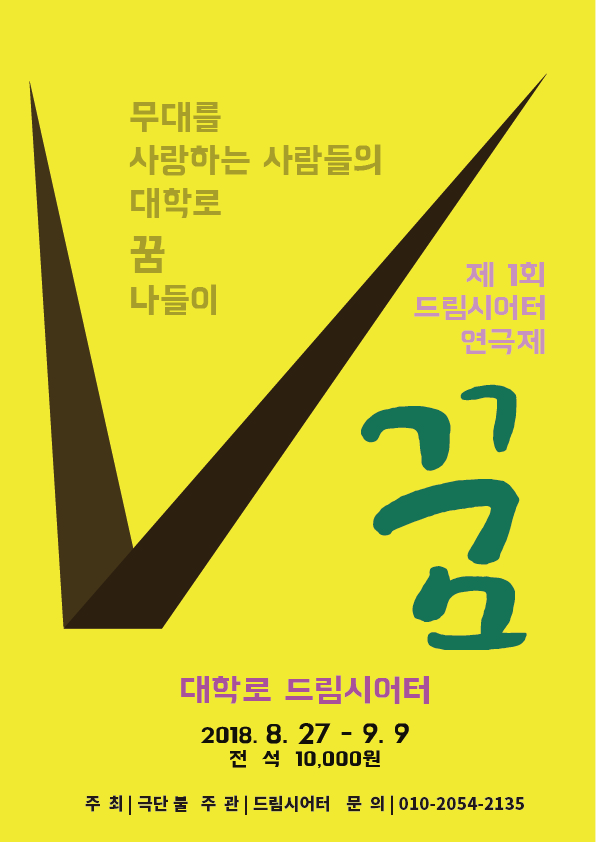 무대를
사랑하는 사람들의
대학로
꿈
나들이
제 1회
드림시어터
연극제
꿈
대학로 드림시어터
2018. 8. 27 - 9. 9
전 석 10,000원
주 최 | 극단 불 주 관 | 드림시어터 문 의 | 010-2054-2135